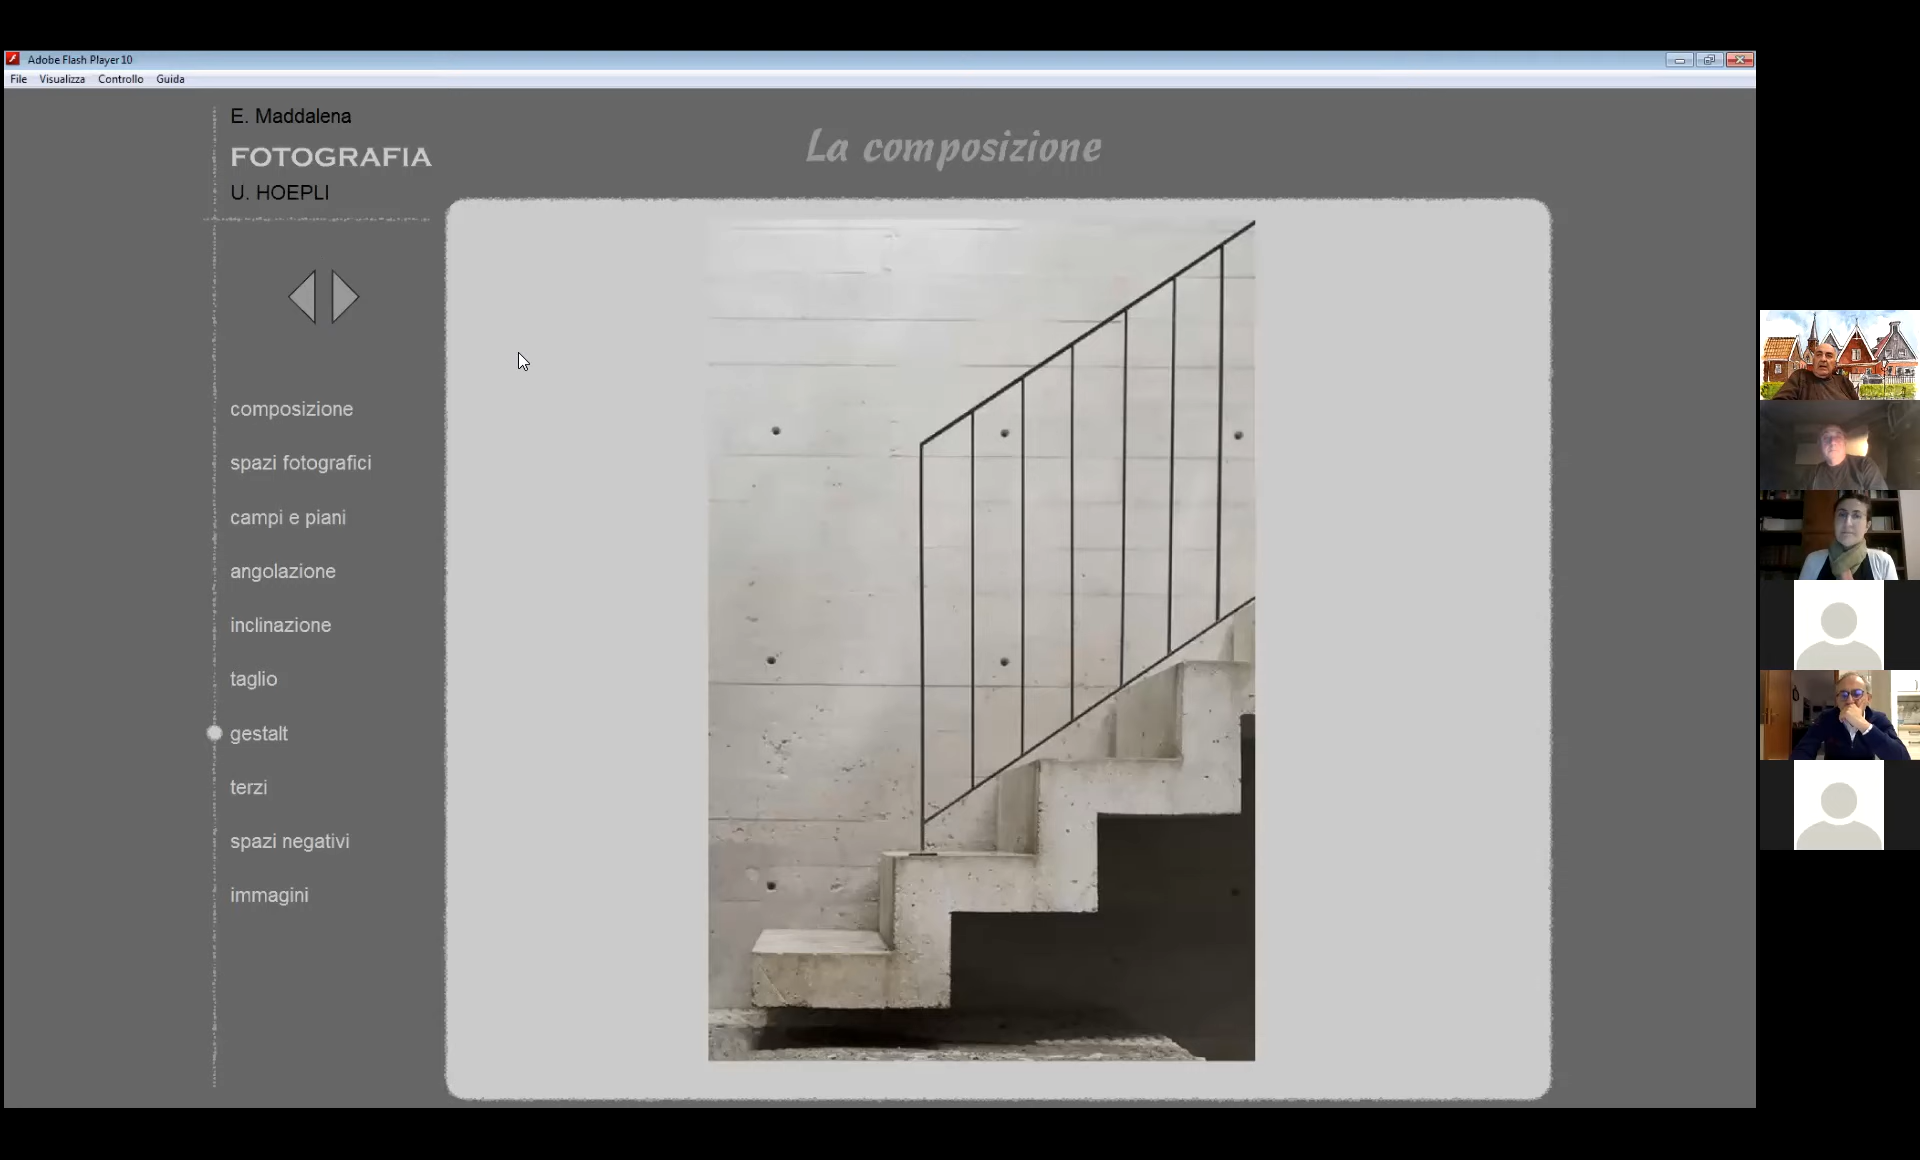 Adobe Flash Player 10
File Visualizza Controllo Guida
E. Maddalena
FOTOGRAFIA
U. HOEPLI
La composizione
composizione
spazi fotografici
campi e piani
angolazione
inclinazione
taglio
gestalt
terzi
spazi negativi
immagini